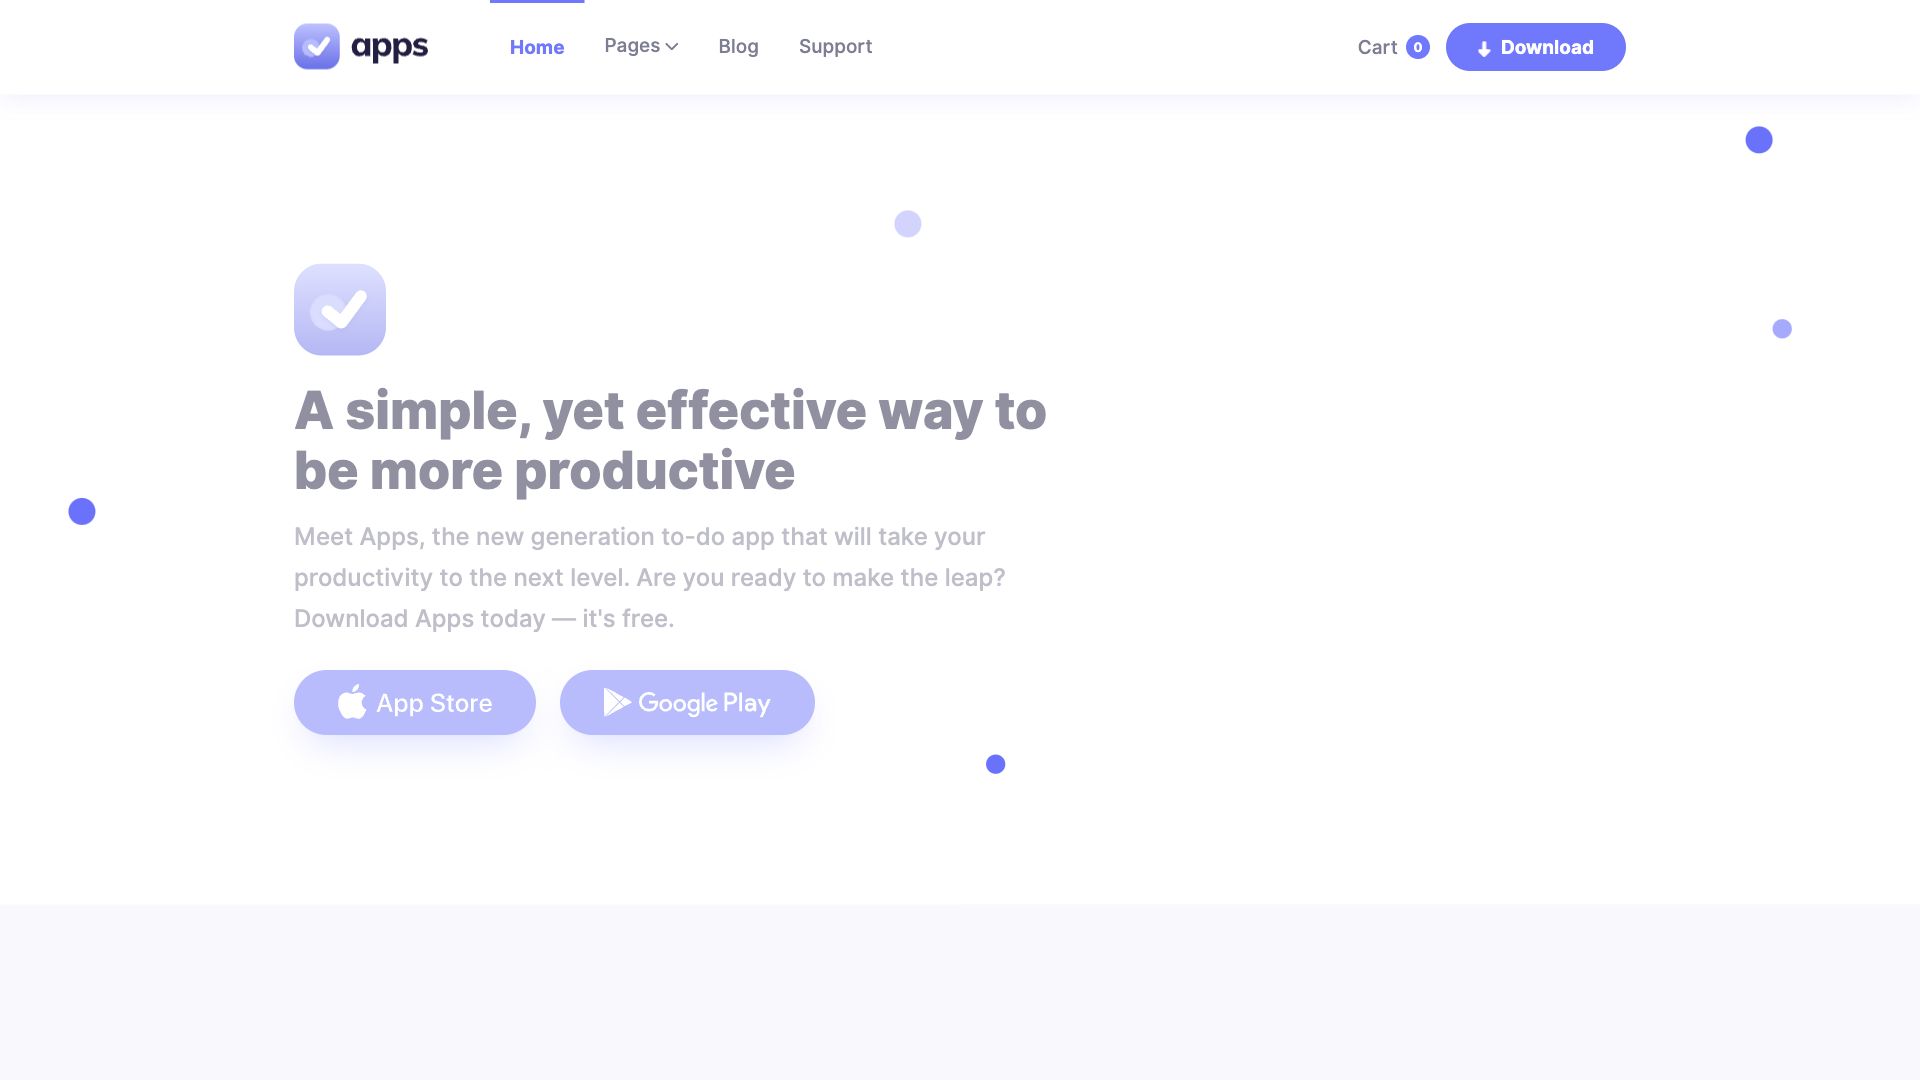 apps
Home
Pages
Blog
Support
Cart 0
Download
A simple, yet effective way to
be more productive
Meet Apps, the new generation to-do app that will take your
productivity to the next level. Are you ready to make the leap?
Download Apps today — it's free.
App Store
Google Play